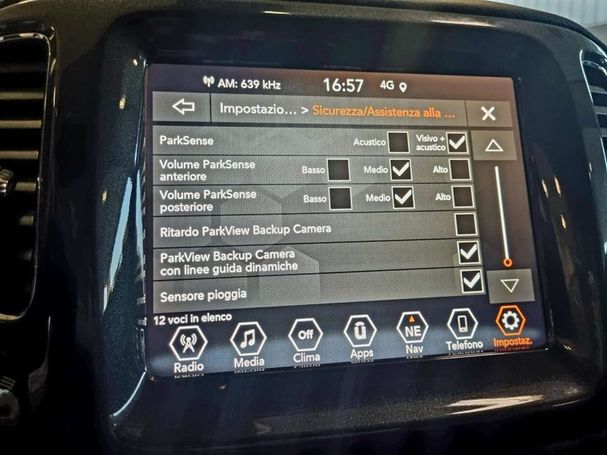 AM: 639 kHz 16:57 4G
Impostazio... > Sicurezza/Assistenza alla ...
ParkSense Acustico Visivo +
acustico
Volume ParkSense
anteriore Basso Medio Alto
Volume ParkSense
posteriore Basso Medio Alto
Ritardo ParkView Backup Camera
ParkView Backup Camera
con linee guida dinamiche
Sensore pioggia
12 voci in elenco
Off NE
Radio Media Clima Apps Nav Telefono Impostaz.